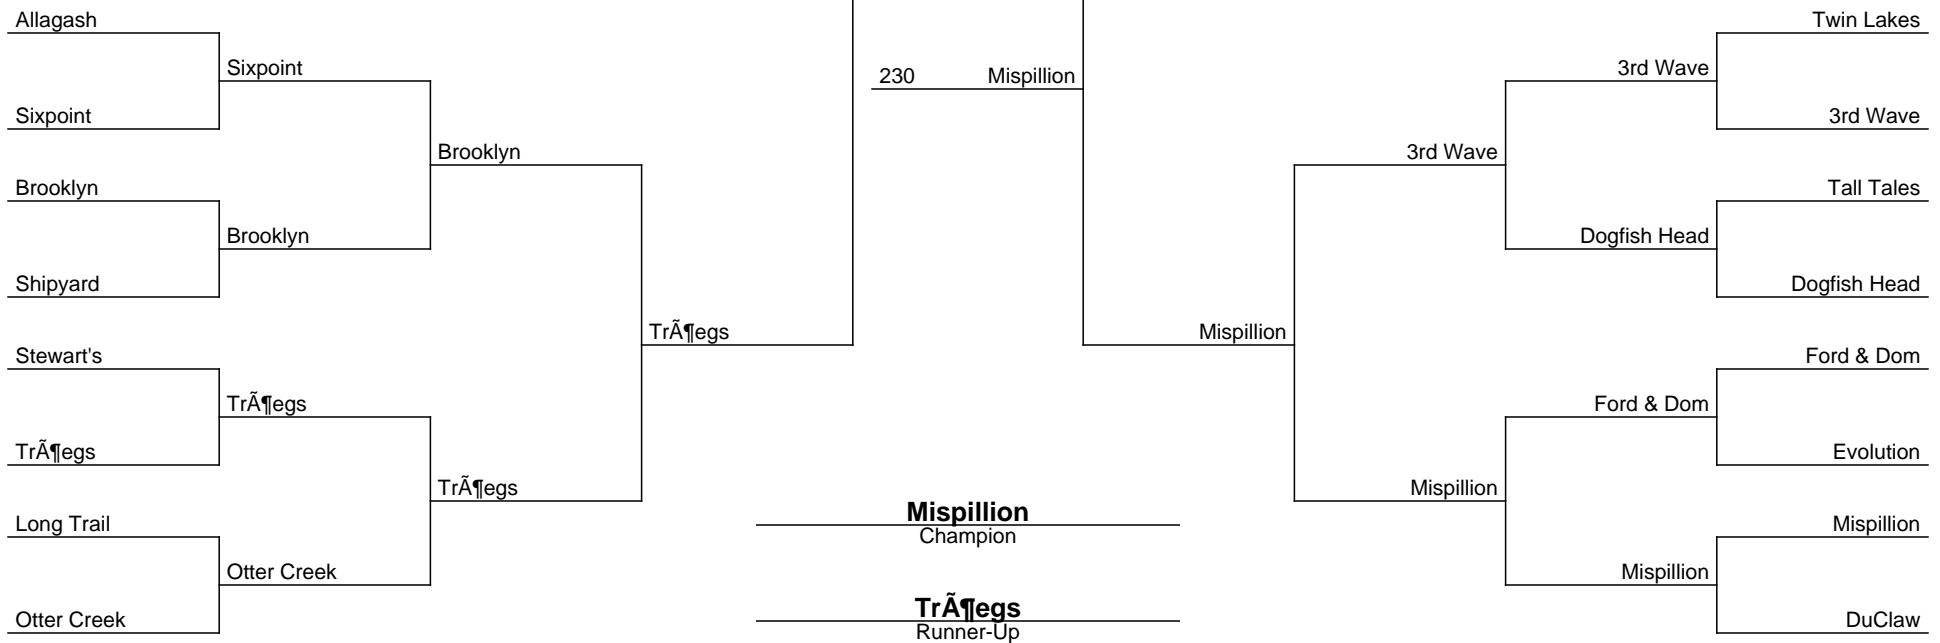 Allagash
Sixpoint
Sixpoint
Brooklyn
Brooklyn
Brooklyn
Shipyard
TrÃ¶egs
Stewart's
TrÃ¶egs
TrÃ¶egs
TrÃ¶egs
Long Trail
Otter Creek
Otter Creek
230 Mispillion
Mispillion
Champion
TrÃ¶egs
Runner-Up
Twin Lakes
3rd Wave
3rd Wave
3rd Wave
Tall Tales
Dogfish Head
Dogfish Head
Mispillion
Ford & Dom
Ford & Dom
Evolution
Mispillion
Mispillion
Mispillion
DuClaw